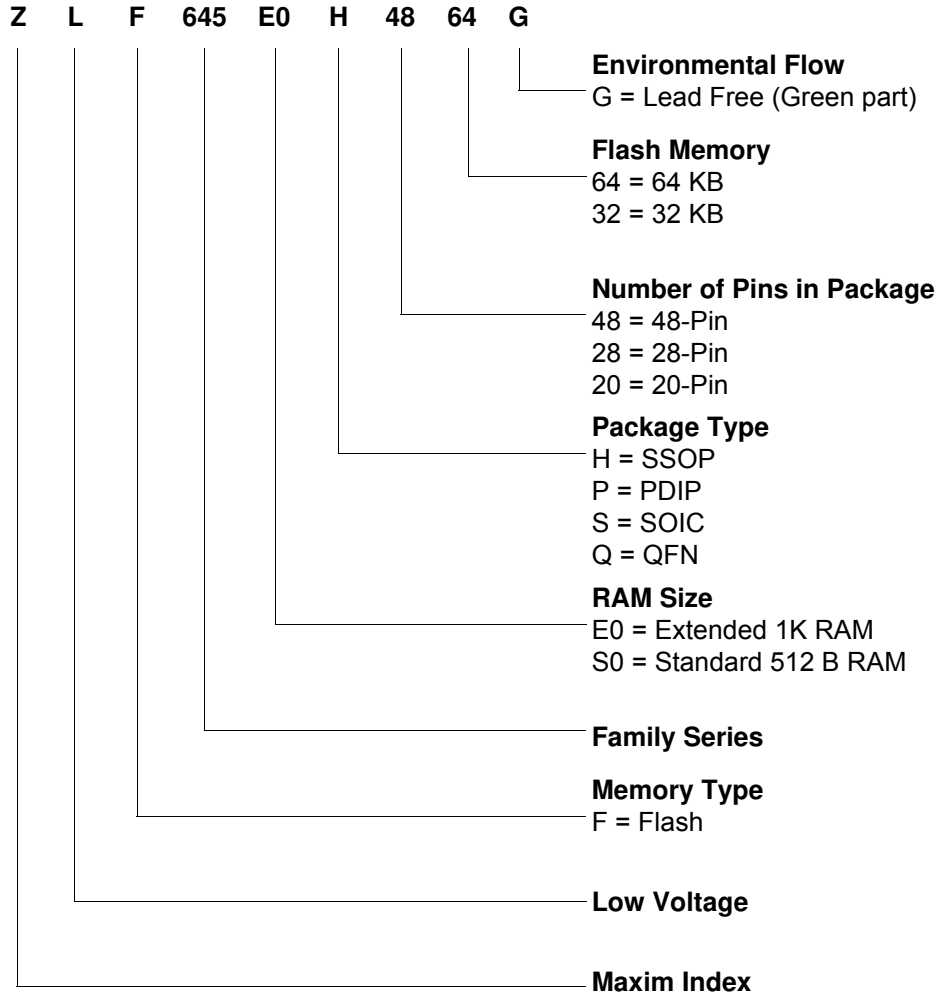 Z L F 645 E0 H 48 64 G
Environmental Flow
G = Lead Free (Green part)
Flash Memory
64 = 64 KB
32 = 32 KB
Number of Pins in Package
48 = 48-Pin
28 = 28-Pin
20 = 20-Pin
Package Type
H = SSOP
P = PDIP
S = SOIC
Q = QFN
RAM Size
E0 = Extended 1K RAM
S0 = Standard 512 B RAM
Family Series
Memory Type
F = Flash
Low Voltage
Maxim Index